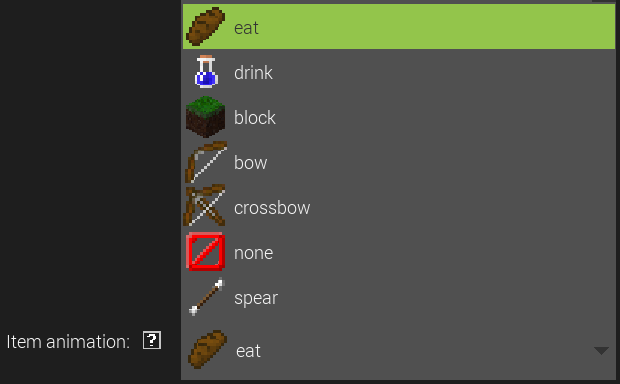 eat
drink
block
bow
crossbow
none
spear
Item animation: ? eat